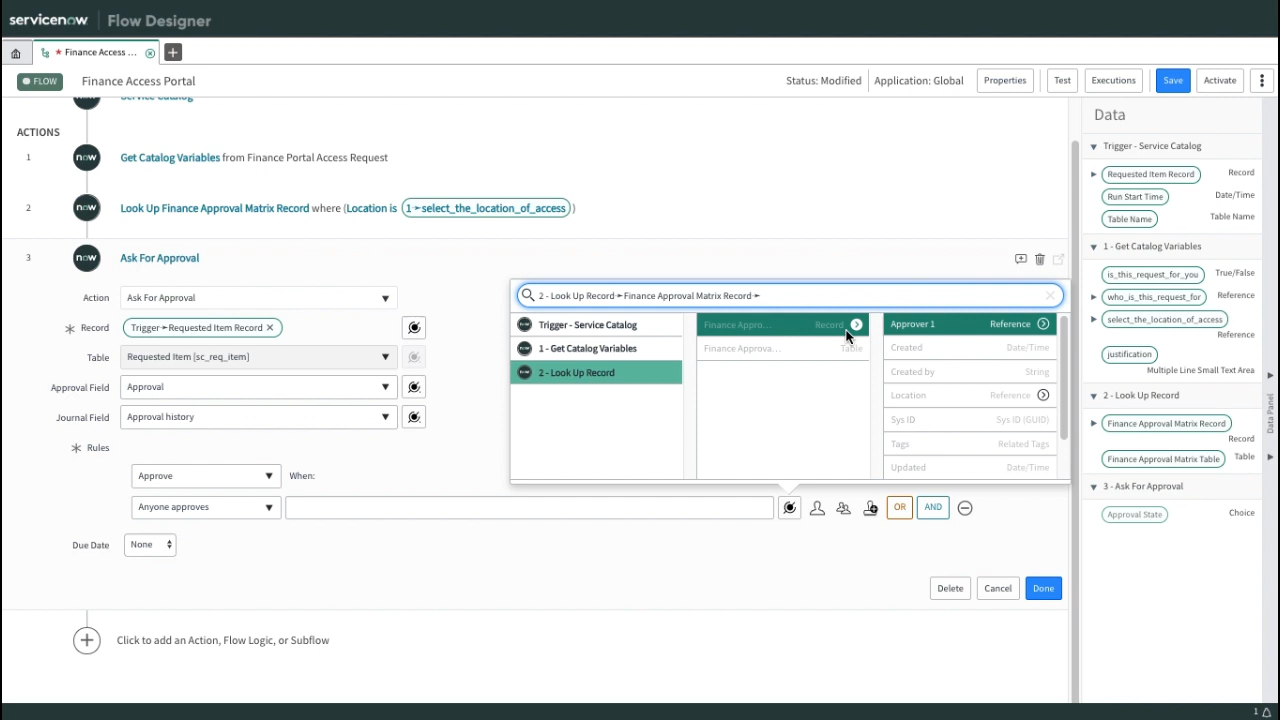 servicenow Flow Designer
* Finance Access ...
FLOW Finance Access Portal Status: Modified Application: Global Properties Test Executions Save Activate
Service Catalog
ACTIONS
1 now Get Catalog Variables from Finance Portal Access Request
2 now Look Up Finance Approval Matrix Record where (Location is 1➛select_the_location_of_access )
3 now Ask For Approval
Action Ask For Approval
Record Trigger➛Requested Item Record ×
Table Requested Item [sc_req_item]
Approval Field Approval
Journal Field Approval history
Rules
Approve When:
Anyone approves OR AND
Due Date None
Delete Cancel Done
Click to add an Action, Flow Logic, or Subflow
2 - Look Up Record➛Finance Approval Matrix Record➛
Trigger - Service Catalog
1 - Get Catalog Variables
2 - Look Up Record
Finance Appro... Record
Finance Approva... Table
Approver 1 Reference
Created Date/Time
Created by String
Location Reference
Sys ID Sys ID (GUID)
Tags Related Tags
Updated Date/Time
Data
Trigger - Service Catalog
Requested Item Record Record
Run Start Time Date/Time
Table Name Table Name
1 - Get Catalog Variables
is_this_request_for_you True/False
who_is_this_request_for Reference
select_the_location_of_access
Reference
justification
Multiple Line Small Text Area
2 - Look Up Record
Finance Approval Matrix Record
Record
Finance Approval Matrix Table Table
3 - Ask For Approval
Approval State Choice
Data Panel
1